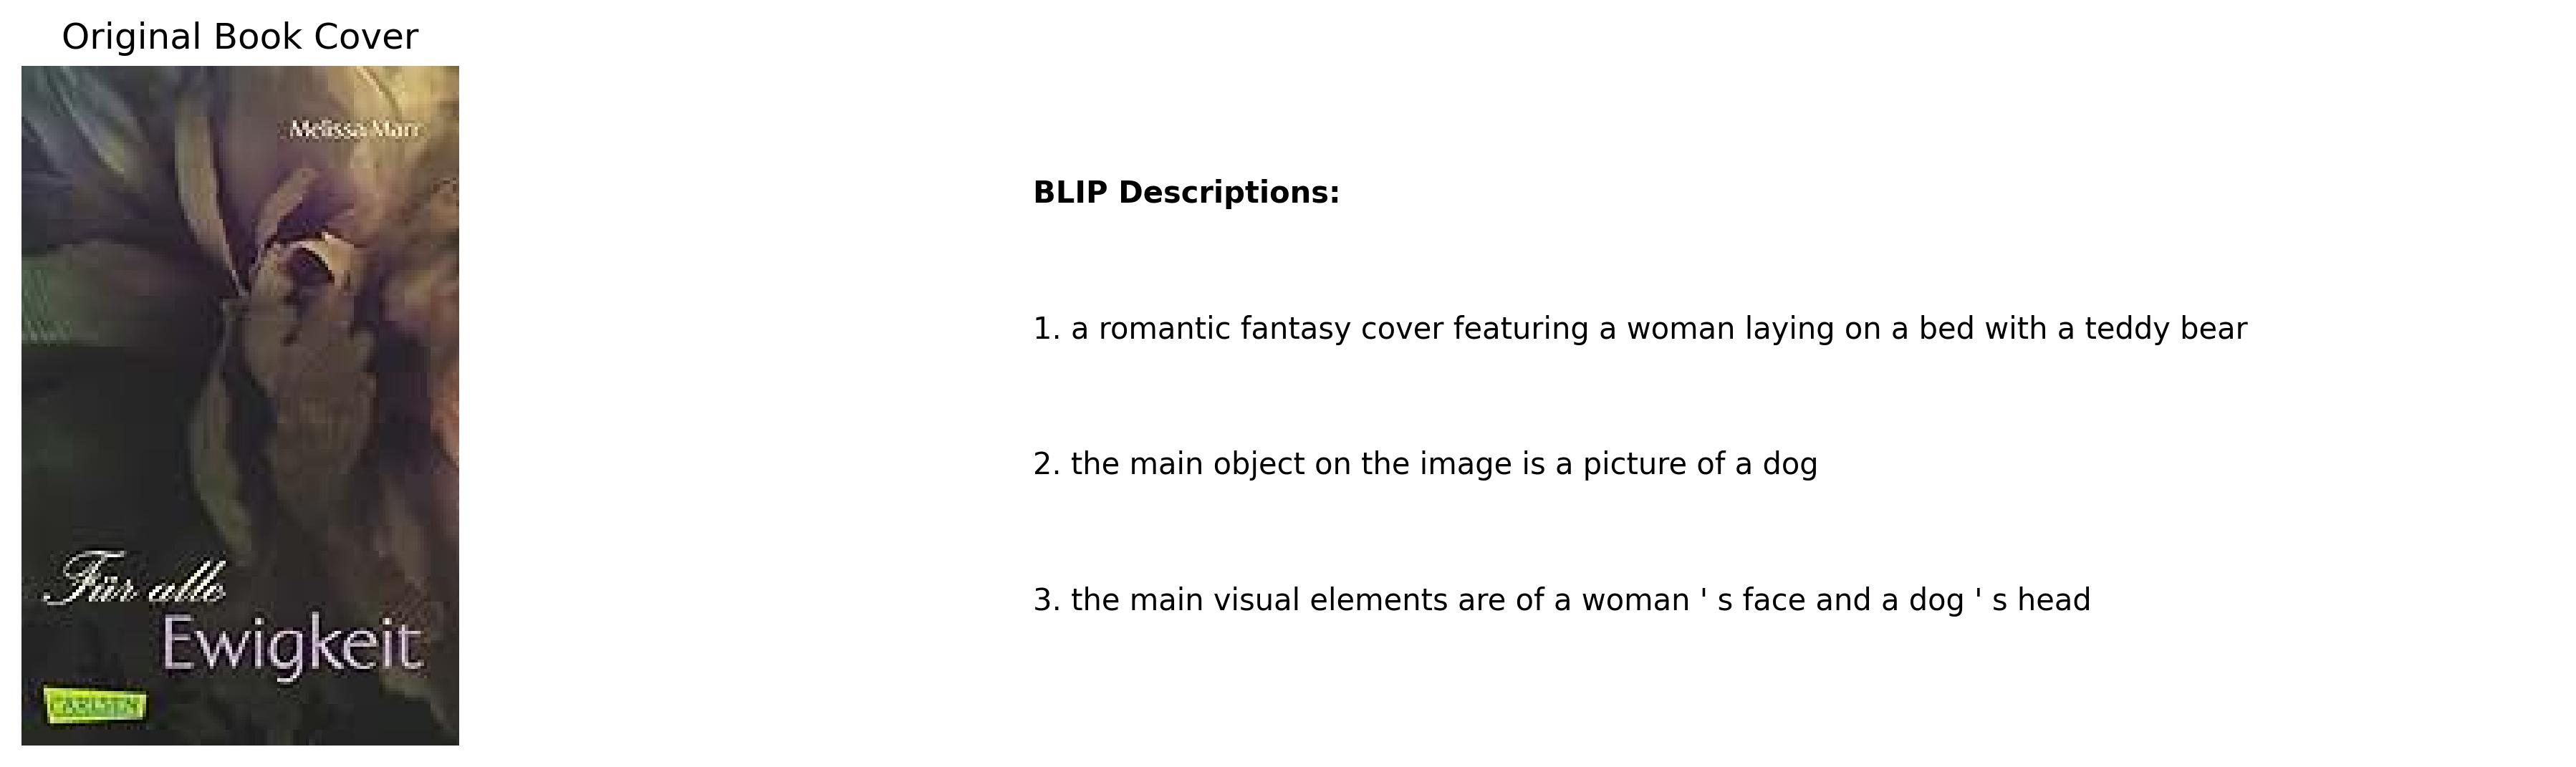 Original Book Cover
Melissa Marr
Für alle
Ewigkeit
CARLSEN
BLIP Descriptions:
1. a romantic fantasy cover featuring a woman laying on a bed with a teddy bear
2. the main object on the image is a picture of a dog
3. the main visual elements are of a woman ' s face and a dog ' s head